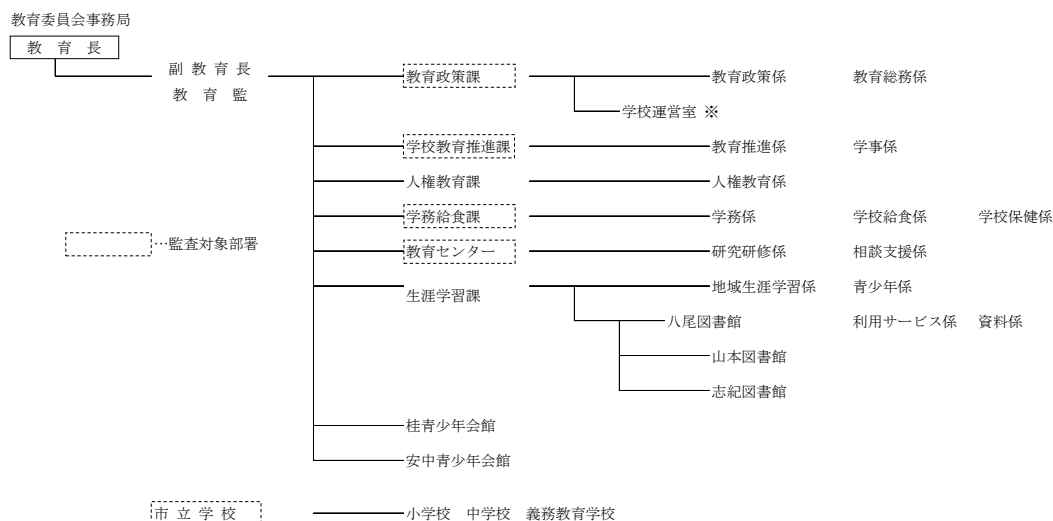 教育委員会事務局
教 育 長
副 教 育 長 教育政策課 教育政策係 教育総務係
教 育 監
学校運営室 ※
学校教育推進課 教育推進係 学事係
人権教育課 人権教育係
学務給食課 学務係 学校給食係 学校保健係
…監査対象部署 教育センター 研究研修係 相談支援係
生涯学習課 地域生涯学習係 青少年係
八尾図書館 利用サービス係 資料係
山本図書館
志紀図書館
桂青少年会館
安中青少年会館
市 立 学 校 小学校 中学校 義務教育学校